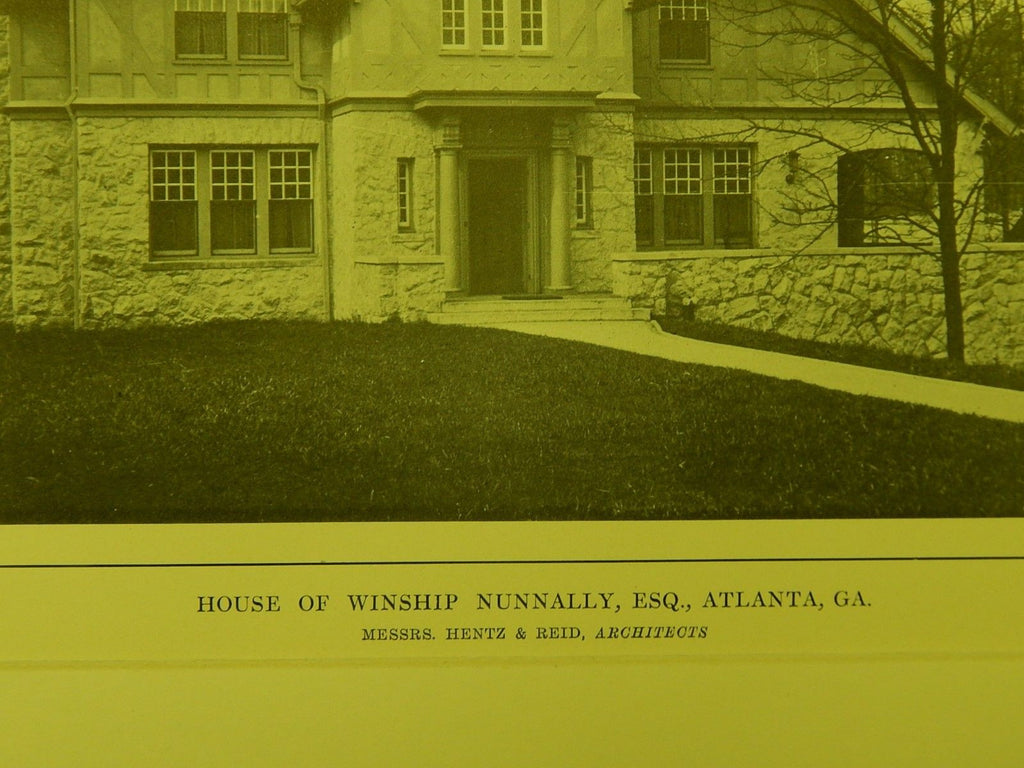 HOUSE OF WINSHIP NUNNALLY, ESQ., ATLANTA, GA.
MESSRS. HENTZ & REID, ARCHITECTS